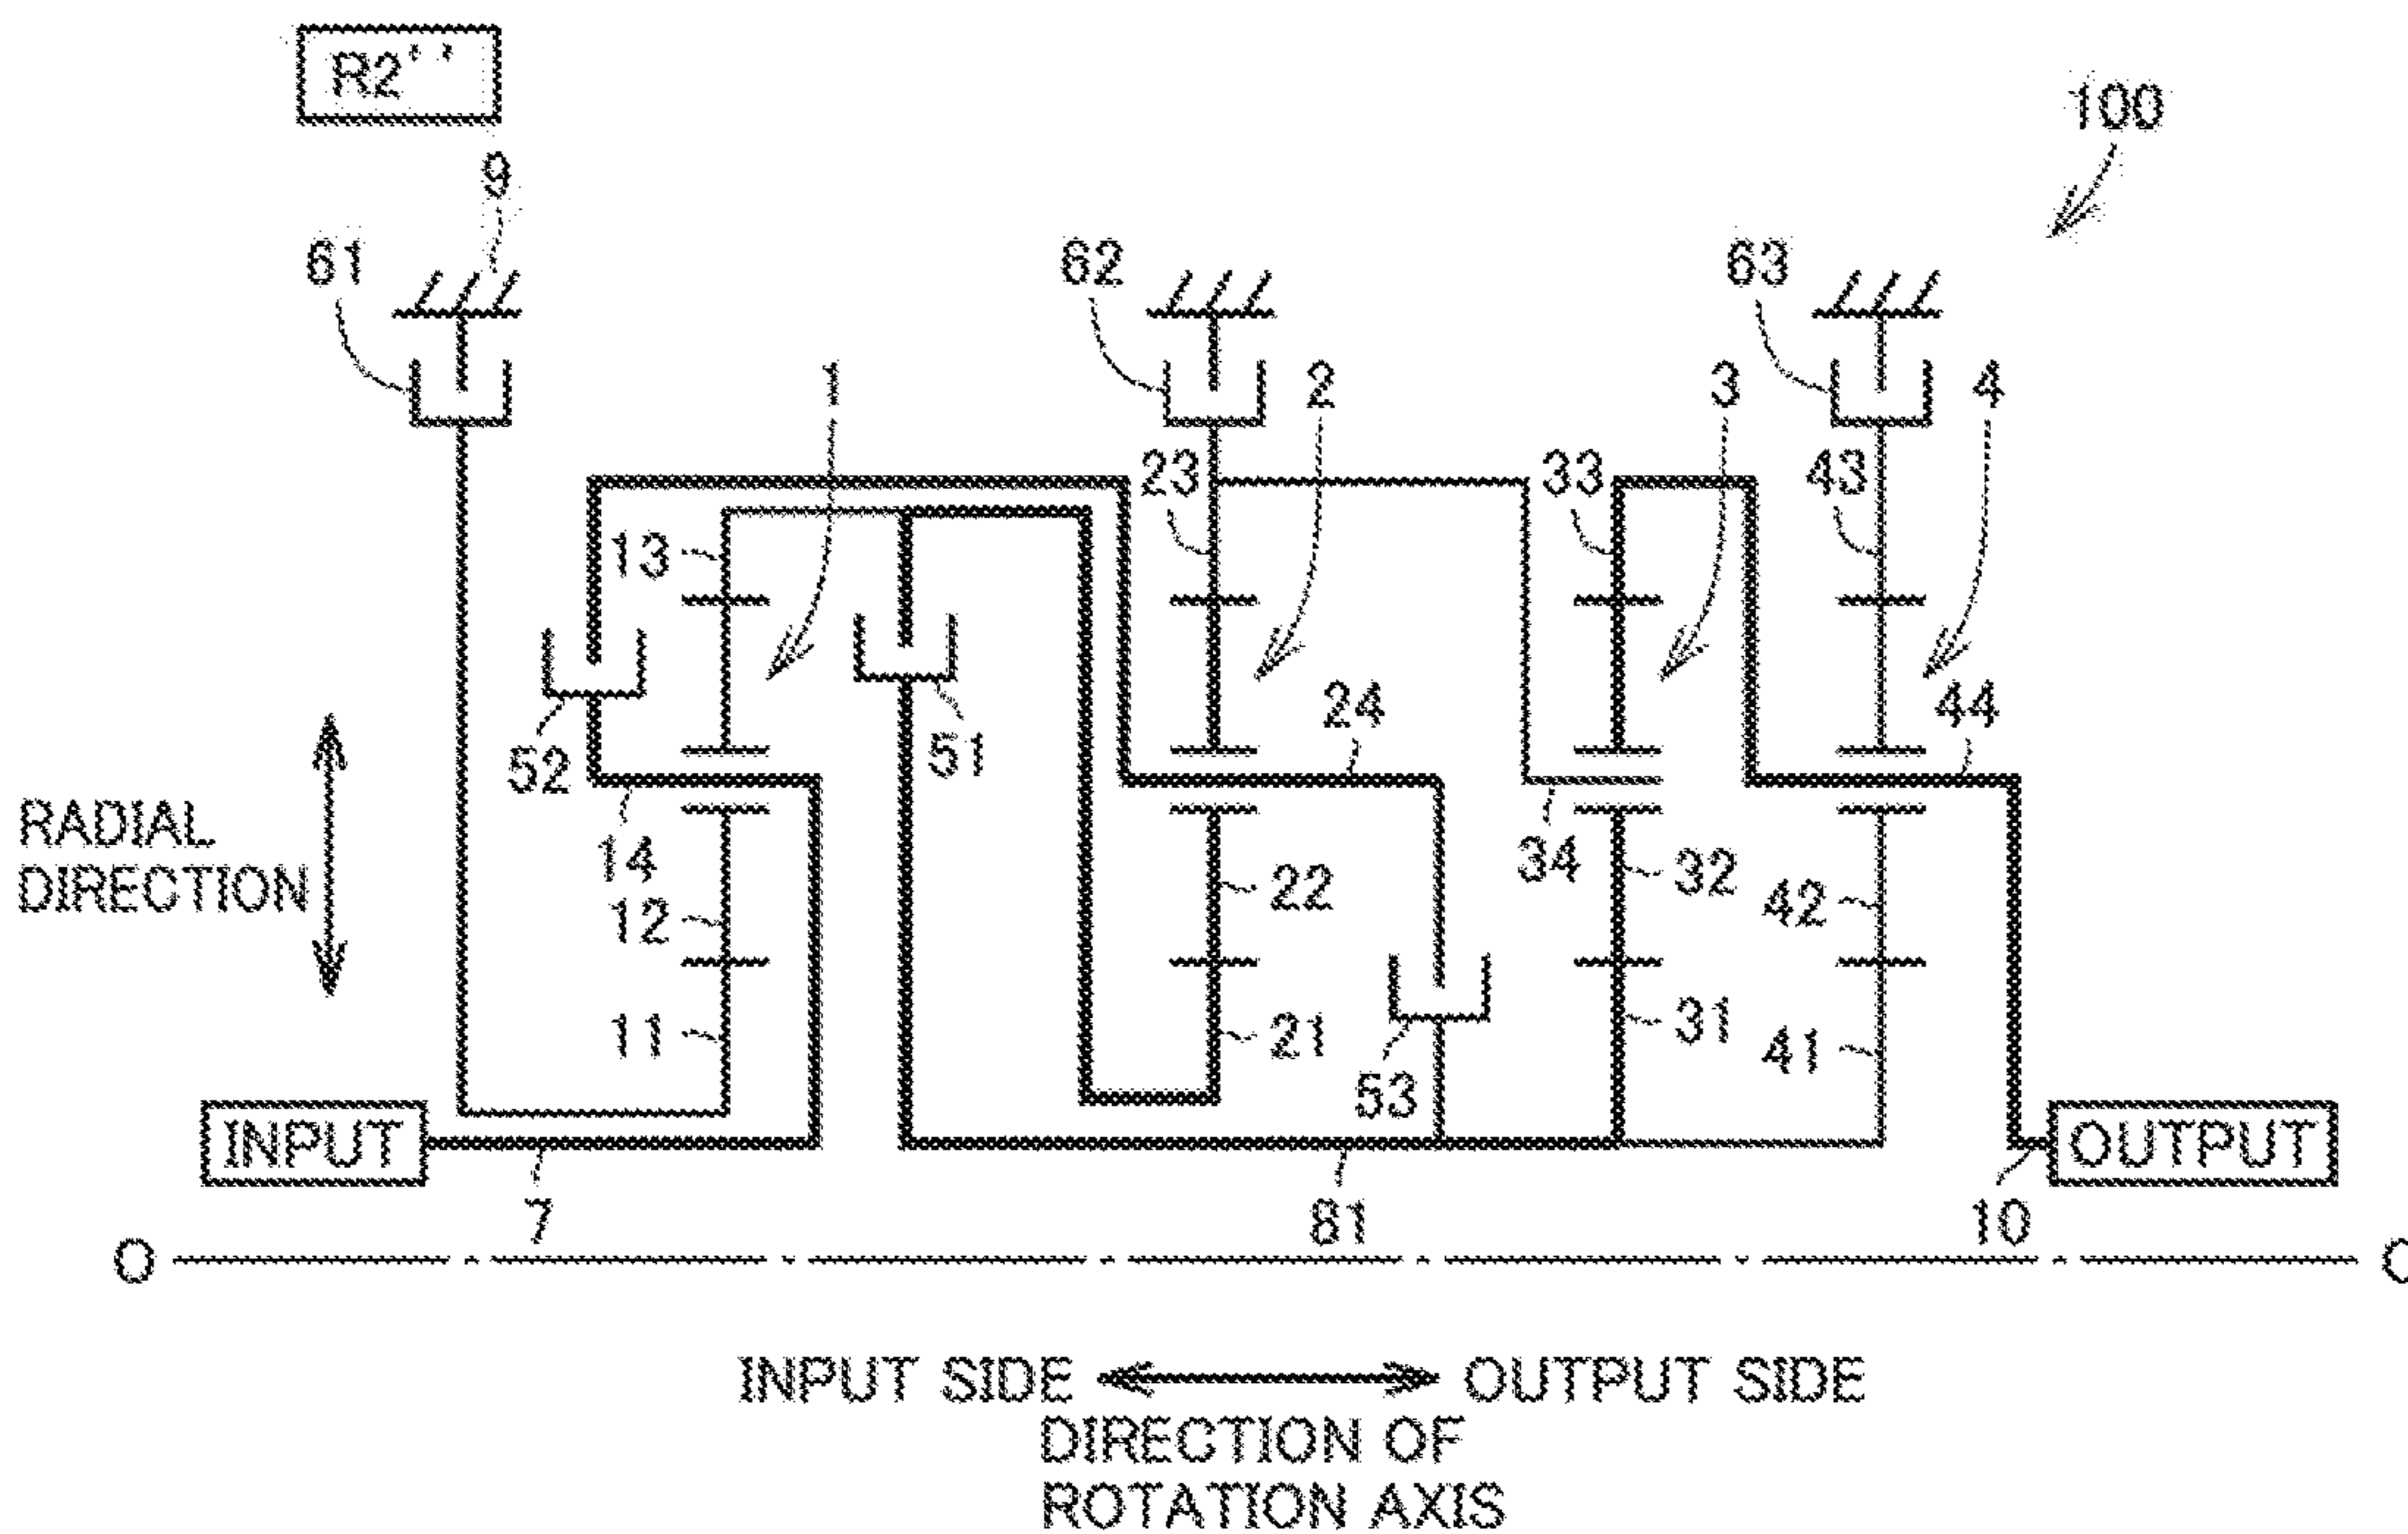 R2''
100
9
61
62
63
1
2
3
4
23
33
43
13
24
44
52
51
RADIAL
DIRECTION
14
34
32
22
42
12
11
21
31
41
53
INPUT
OUTPUT
7
81
10
O
O
INPUT SIDE
OUTPUT SIDE
DIRECTION OF
ROTATION AXIS